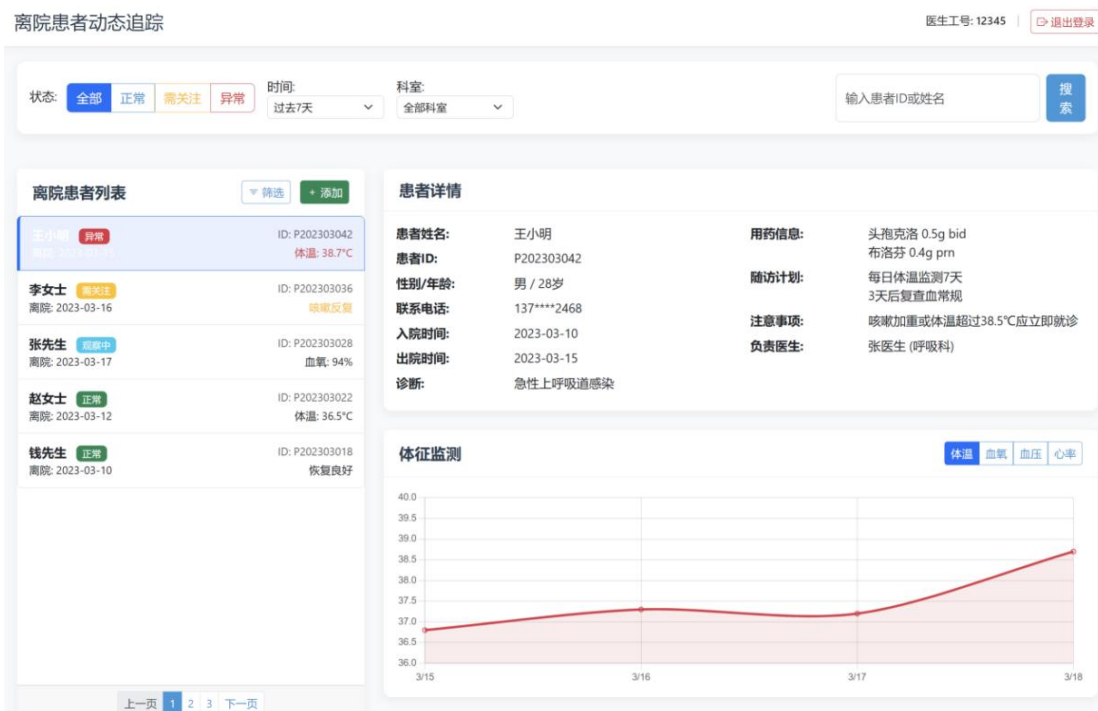 离院患者动态追踪
医生工号: 12345
退出登录
状态:
全部
正常
需关注
异常
时间:
过去7天
科室:
全部科室
输入患者ID或姓名
搜
索
离院患者列表
筛选
+ 添加
王小明 异常
ID: P202303042
离院: 2023-03-15
体温: 38.7°C
李女士 需关注
ID: P202303036
离院: 2023-03-16
咳嗽反复
张先生 观察中
ID: P202303028
离院: 2023-03-17
血氧: 94%
赵女士 正常
ID: P202303022
离院: 2023-03-12
体温: 36.5°C
钱先生 正常
ID: P202303018
离院: 2023-03-10
恢复良好
上一页 1 2 3 下一页
患者详情
患者姓名: 王小明
患者ID: P202303042
性别/年龄: 男 / 28岁
联系电话: 137****2468
入院时间: 2023-03-10
出院时间: 2023-03-15
诊断: 急性上呼吸道感染
用药信息: 头孢克洛 0.5g bid
布洛芬 0.4g prn
随访计划: 每日体温监测7天
3天后复查血常规
注意事项: 咳嗽加重或体温超过38.5℃应立即就诊
负责医生: 张医生 (呼吸科)
体征监测
体温
血氧
血压
心率
40.0
39.5
39.0
38.5
38.0
37.5
37.0
36.5
36.0
3/15
3/16
3/17
3/18